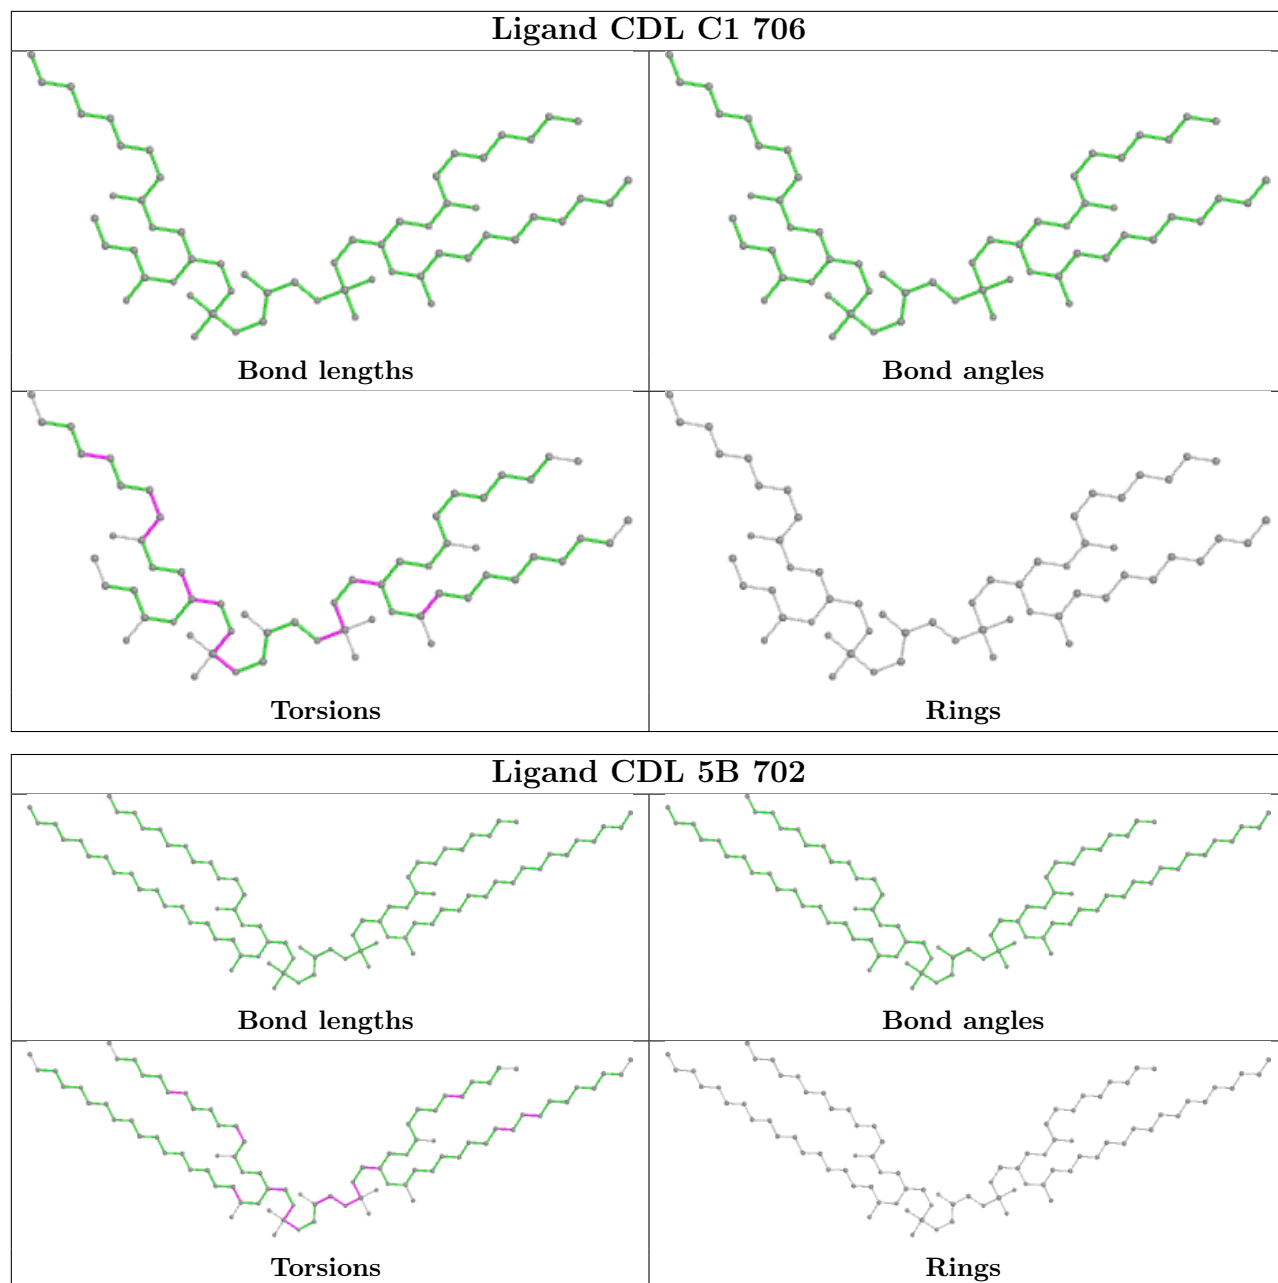 Ligand CDL C1 706
Bond lengths
Bond angles
Torsions
Rings
Ligand CDL 5B 702
Bond lengths
Bond angles
Torsions
Rings